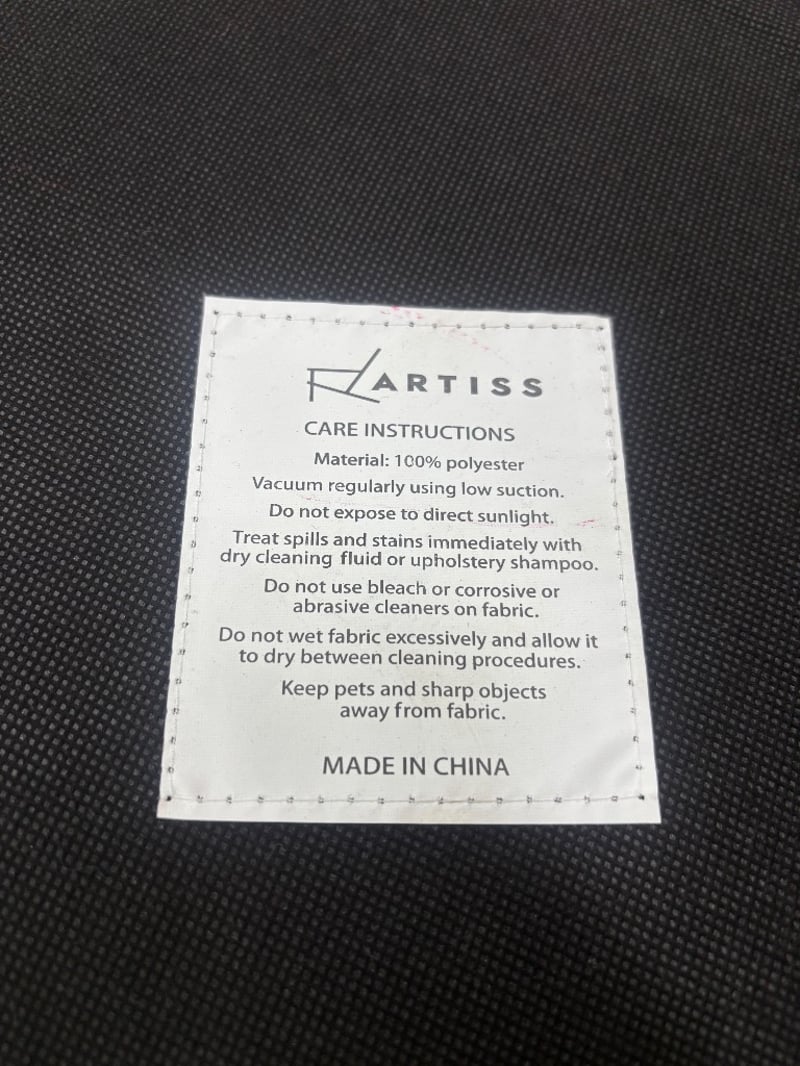 ARTISS
CARE INSTRUCTIONS
Material: 100% polyester
Vacuum regularly using low suction.
Do not expose to direct sunlight.
Treat spills and stains immediately with
dry cleaning fluid or upholstery shampoo.
Do not use bleach or corrosive or
abrasive cleaners on fabric.
Do not wet fabric excessively and allow it
to dry between cleaning procedures.
Keep pets and sharp objects
away from fabric.
MADE IN CHINA